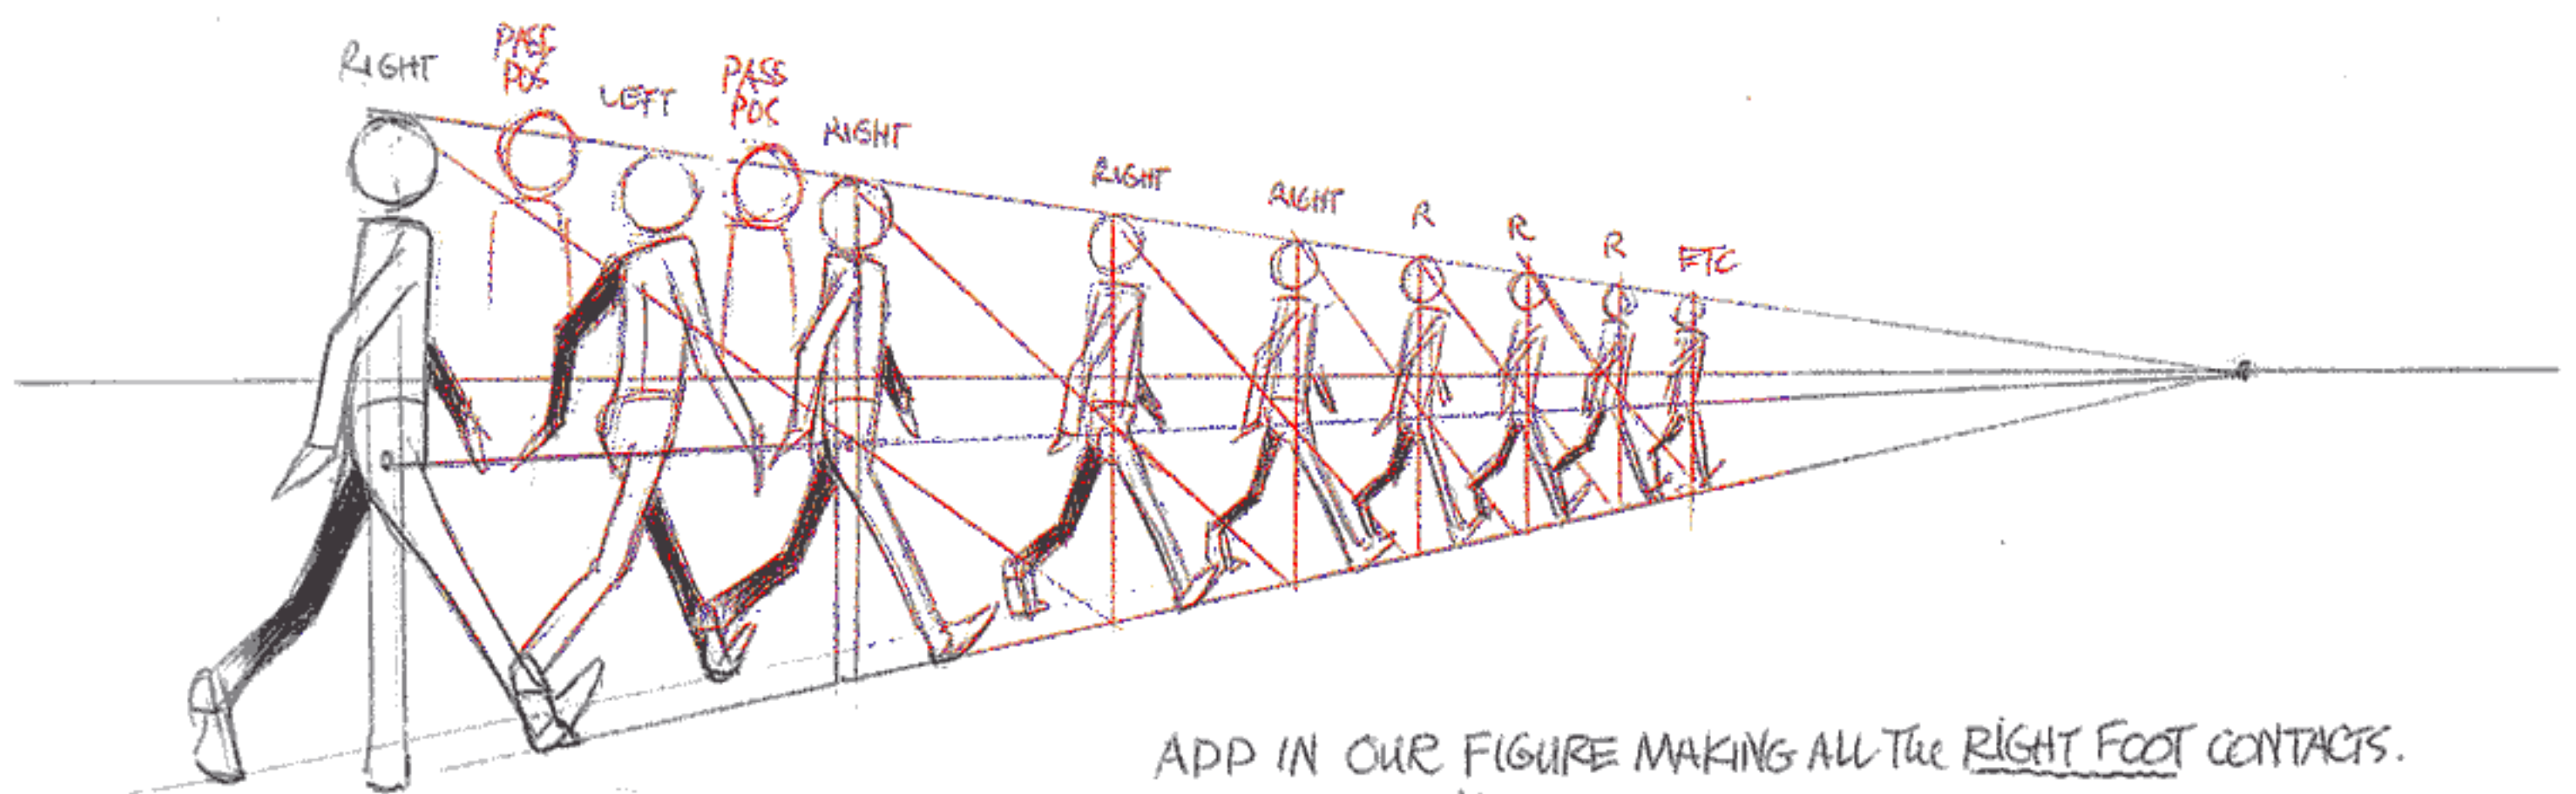 RIGHT
PASS
POS
LEFT
PASS
POS
RIGHT
RIGHT
RIGHT
R
R
R
ETC
ADD IN OUR FIGURE MAKING ALL THE RIGHT FOOT CONTACTS.